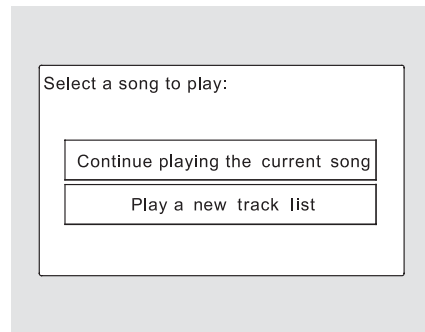 Select a song to play:
Continue playing the current song
Play a new track list